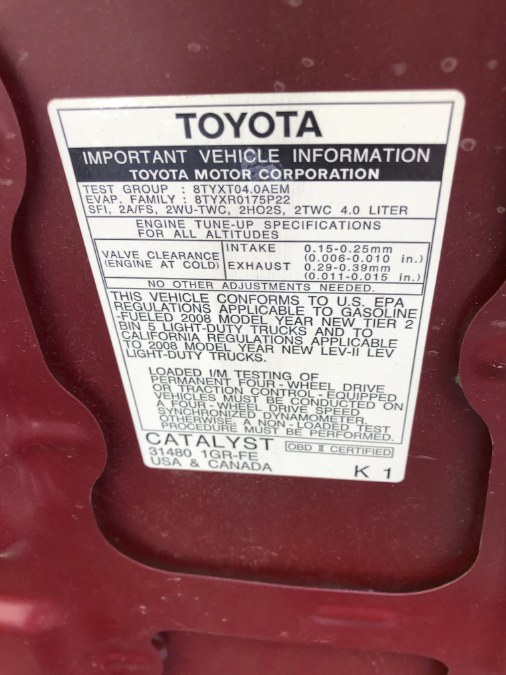 TOYOTA
IMPORTANT VEHICLE INFORMATION
TOYOTA MOTOR CORPORATION
TEST GROUP : 8TYXT04.0AEM
EVAP. FAMILY : 8TYXR0175P22
SFI, 2A/FS, 2WU-TWC, 2HO2S, 2TWC 4.0 LITER
ENGINE TUNE-UP SPECIFICATIONS
FOR ALL ALTITUDES
VALVE CLEARANCE
(ENGINE AT COLD)
INTAKE 0.15-0.25mm
(0.006-0.010 in.)
EXHAUST 0.29-0.39mm
(0.011-0.015 in.)
NO OTHER ADJUSTMENTS NEEDED.
THIS VEHICLE CONFORMS TO U.S. EPA
REGULATIONS APPLICABLE TO GASOLINE
-FUELED 2008 MODEL YEAR NEW TIER 2
BIN 5 LIGHT-DUTY TRUCKS AND TO
CALIFORNIA REGULATIONS APPLICABLE
TO 2008 MODEL YEAR NEW LEV-II LEV
LIGHT-DUTY TRUCKS.
LOADED I/M TESTING OF
PERMANENT FOUR-WHEEL DRIVE
OR TRACTION CONTROL-EQUIPPED
VEHICLES MUST BE CONDUCTED ON
A FOUR-WHEEL DRIVE SPEED
SYNCHRONIZED DYNAMOMETER.
OTHERWISE A NON-LOADED TEST
PROCEDURE MUST BE PERFORMED.
CATALYST
OBD II CERTIFIED
31480 1GR-FE
USA & CANADA
K 1